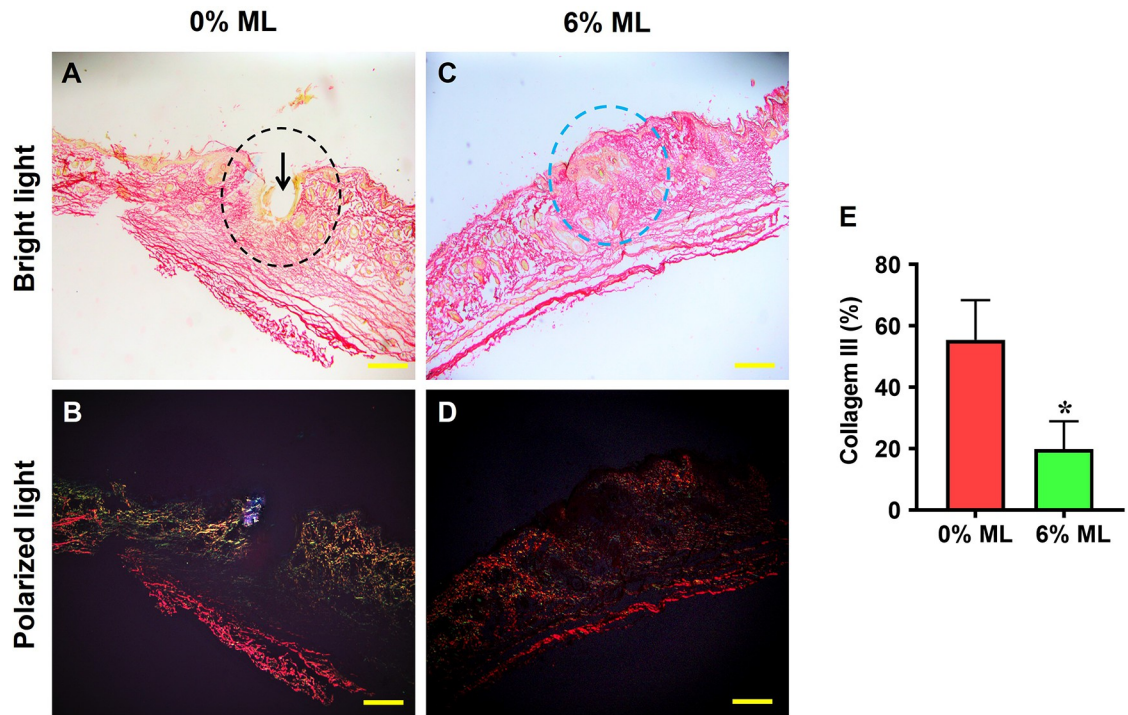 0% ML
6% ML
Bright light
A
C
Polarized light
B
D
E
Collagem III (%)
80
60
40
20
0
*
0% ML
6% ML